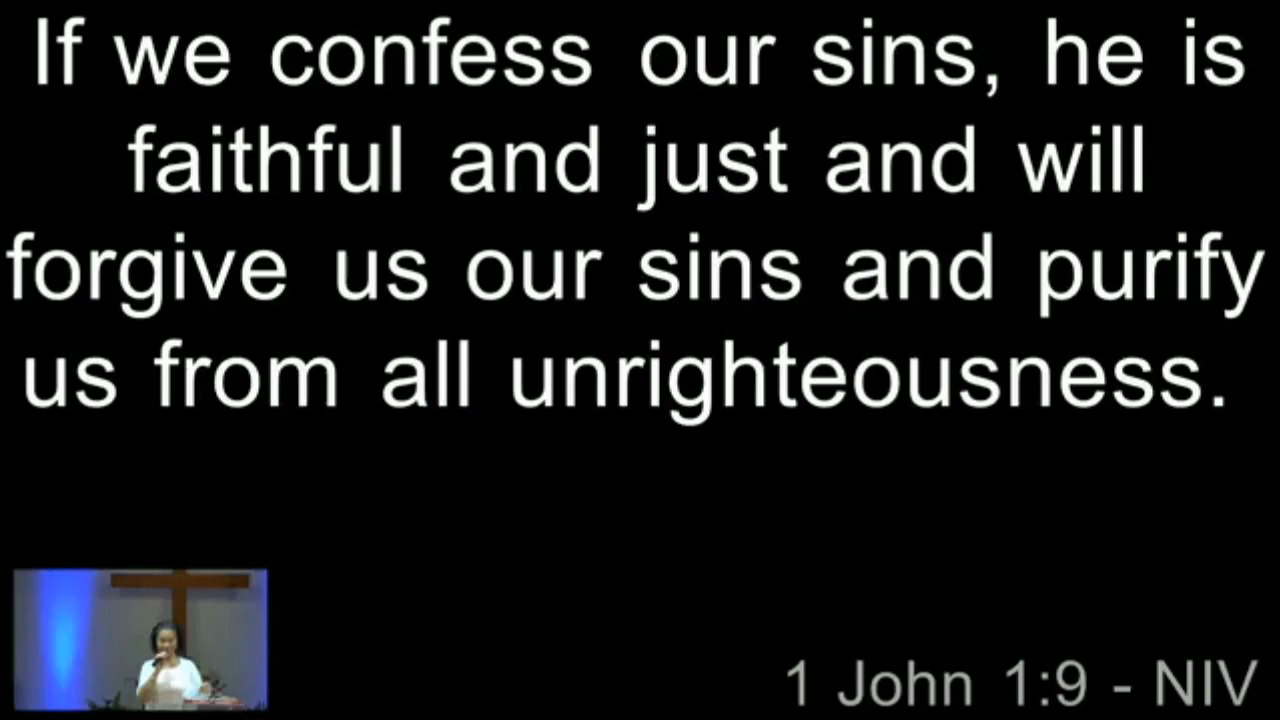 If we confess our sins, he is
faithful and just and will
forgive us our sins and purify
us from all unrighteousness.
1 John 1:9 - NIV